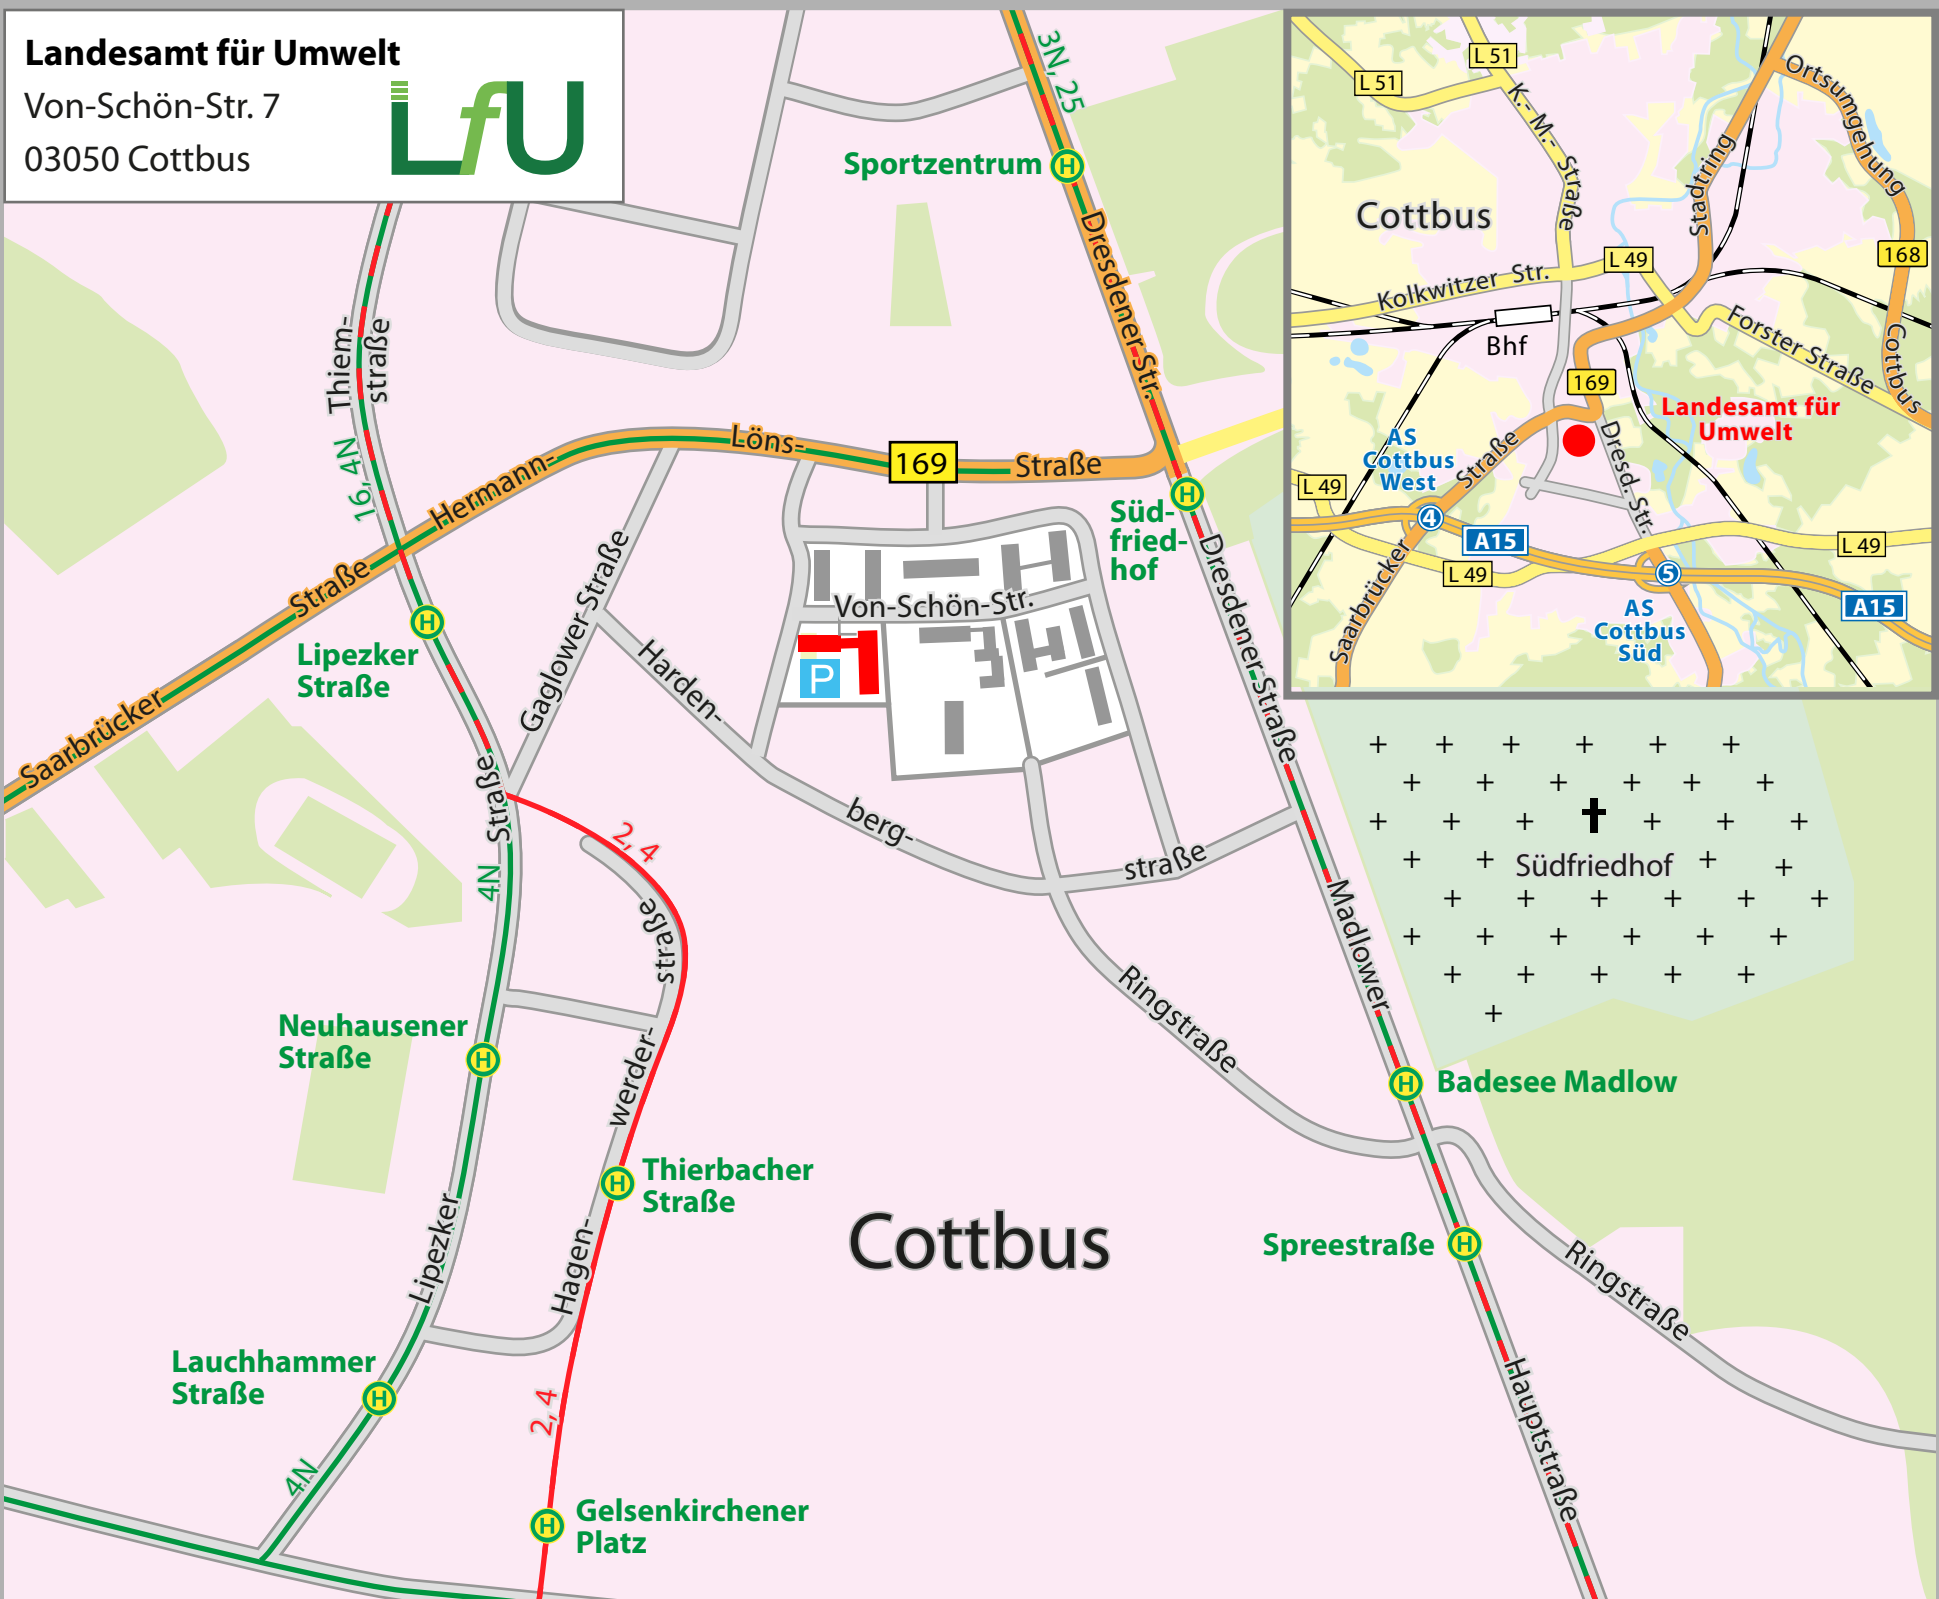 Landesamt für Umwelt
Von-Schön-Str. 7
03050 Cottbus
LfU
3N, 25
Sportzentrum
H
Dresdener Str.
Thiem-
straße
16, 4N
Saarbrücker
Straße
Hermann-
Löns-
169
Straße
H
Süd-
fried-
hof
Dresdener Straße
H
Lipezker
Straße
Gaglower Straße
Von-Schön-Str.
P
Harden-
berg-
straße
Straße
4N
2, 4
straße
werder-
Hagen-
Neuhausener
Straße
H
Lipezker
H
Thierbacher
Straße
Lauchhammer
Straße
H
4N
2, 4
H
Gelsenkirchener
Platz
Cottbus
Madlower
Ringstraße
H
Badesee Madlow
Spreestraße
H
Ringstraße
Hauptstraße
Südfriedhof
L 51
L 51
K.- M.- Straße
Cottbus
Stadtring
Ortsumgehung
168
Cottbus
Kolkwitzer Str.
L 49
Forster Straße
Bhf
169
Landesamt für
Umwelt
AS
Cottbus
West
Straße
Dresd. Str.
L 49
4
A15
L 49
L 49
5
A15
Saarbrücker
AS
Cottbus
Süd